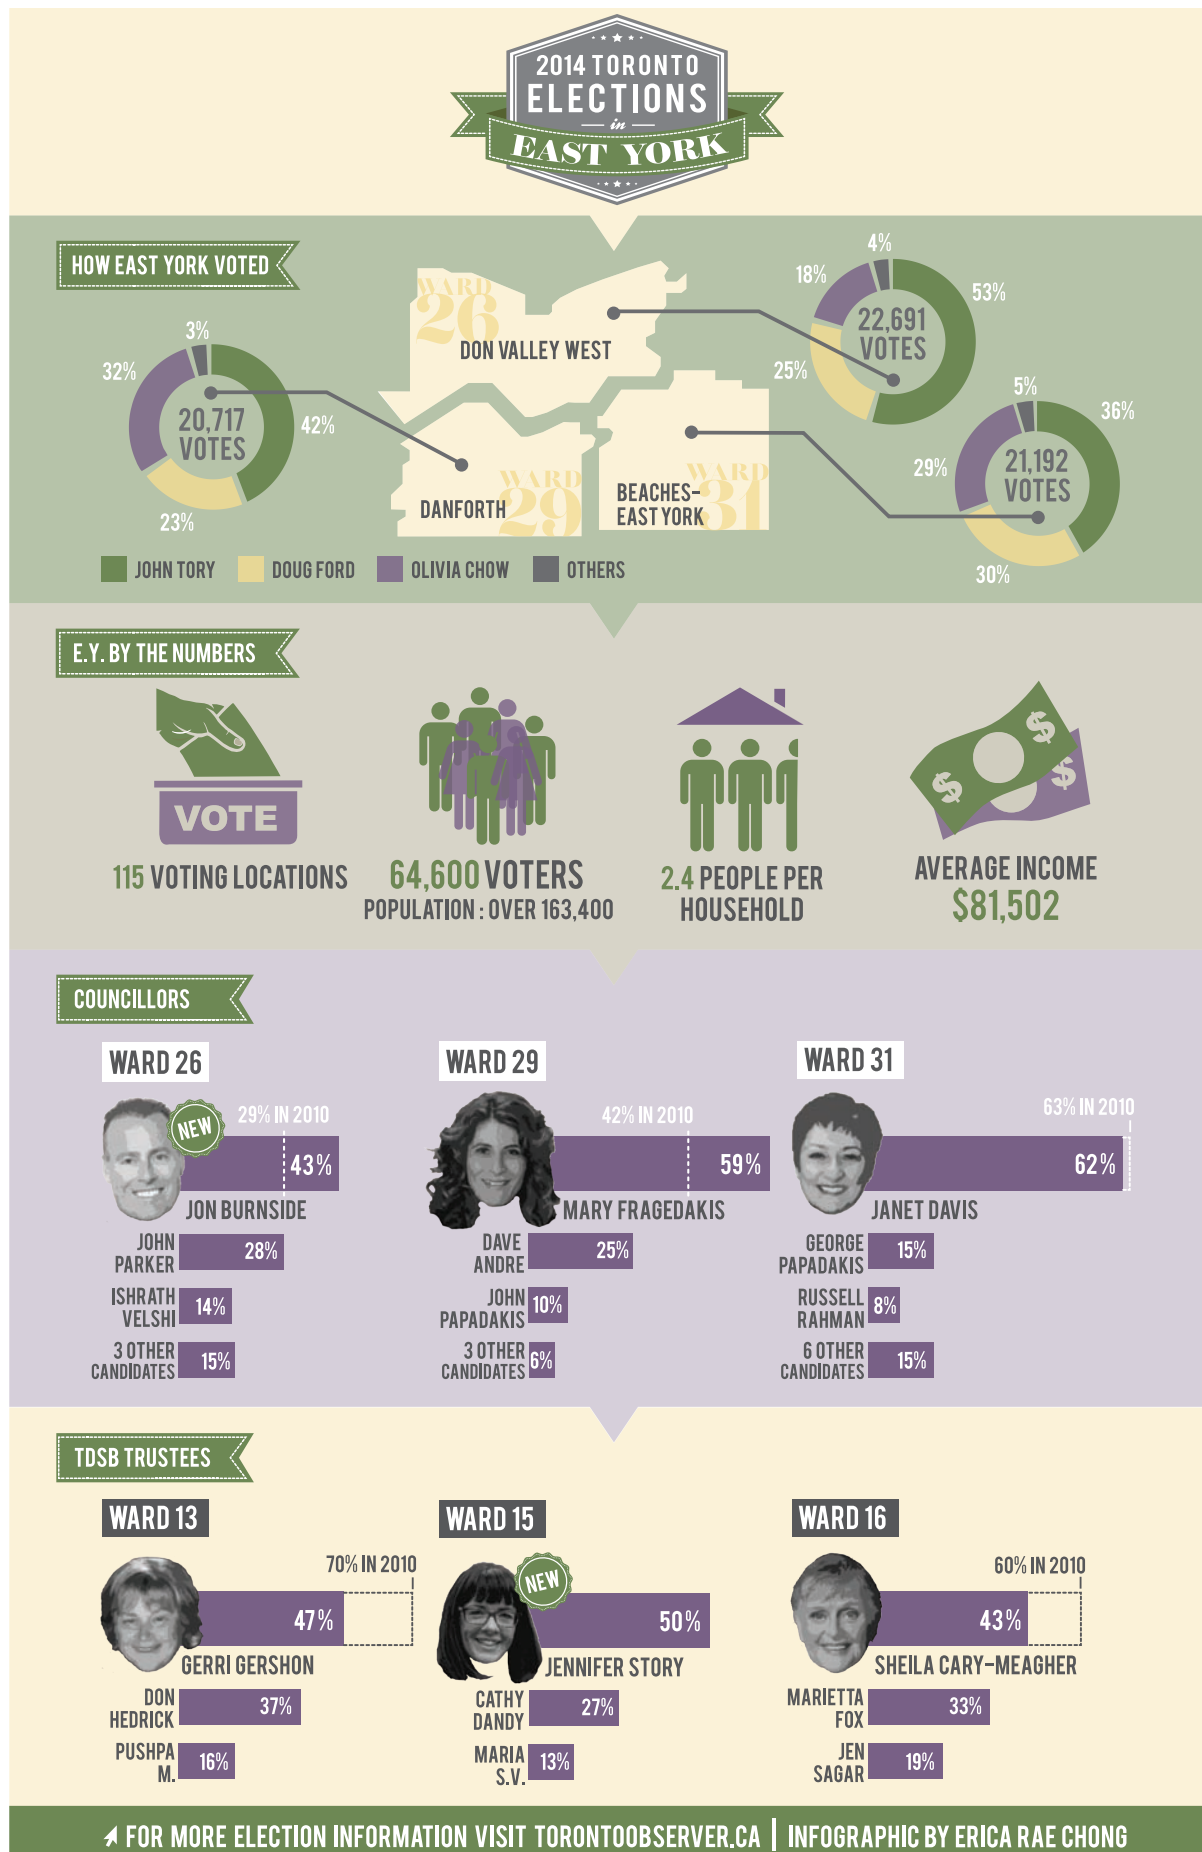 2014 TORONTO
ELECTIONS
in
EAST YORK
HOW EAST YORK VOTED
3%
32%
42%
23%
20,717
VOTES
WARD
26
DON VALLEY WEST
WARD
29
DANFORTH
WARD
31
BEACHES-
EAST YORK
4%
18%
53%
25%
22,691
VOTES
5%
36%
29%
30%
21,192
VOTES
JOHN TORY
DOUG FORD
OLIVIA CHOW
OTHERS
E.Y. BY THE NUMBERS
VOTE
115 VOTING LOCATIONS
64,600 VOTERS
POPULATION : OVER 163,400
2.4 PEOPLE PER
HOUSEHOLD
$
$
$
AVERAGE INCOME
$81,502
COUNCILLORS
WARD 26
NEW
29% IN 2010
43%
JON BURNSIDE
JOHN
PARKER
28%
ISHRATH
VELSHI
14%
3 OTHER
CANDIDATES
15%
WARD 29
42% IN 2010
59%
MARY FRAGEDAKIS
DAVE
ANDRE
25%
JOHN
PAPADAKIS
10%
3 OTHER
CANDIDATES
6%
WARD 31
63% IN 2010
62%
JANET DAVIS
GEORGE
PAPADAKIS
15%
RUSSELL
RAHMAN
8%
6 OTHER
CANDIDATES
15%
TDSB TRUSTEES
WARD 13
70% IN 2010
47%
GERRI GERSHON
DON
HEDRICK
37%
PUSHPA
M.
16%
WARD 15
NEW
50%
JENNIFER STORY
CATHY
DANDY
27%
MARIA
S.V.
13%
WARD 16
60% IN 2010
43%
SHEILA CARY-MEAGHER
MARIETTA
FOX
33%
JEN
SAGAR
19%
FOR MORE ELECTION INFORMATION VISIT TORONTOOBSERVER.CA | INFOGRAPHIC BY ERICA RAE CHONG